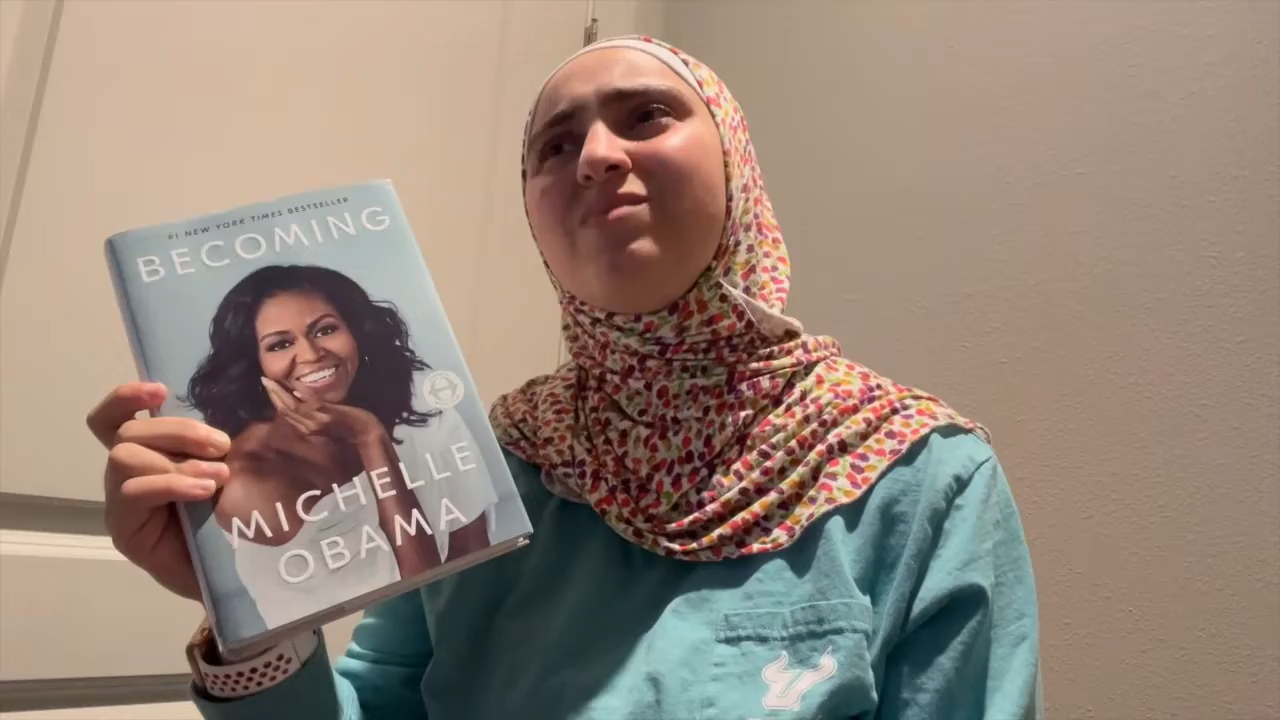 #1 NEW YORK TIMES BESTSELLER
BECOMING
MICHELLE
OBAMA